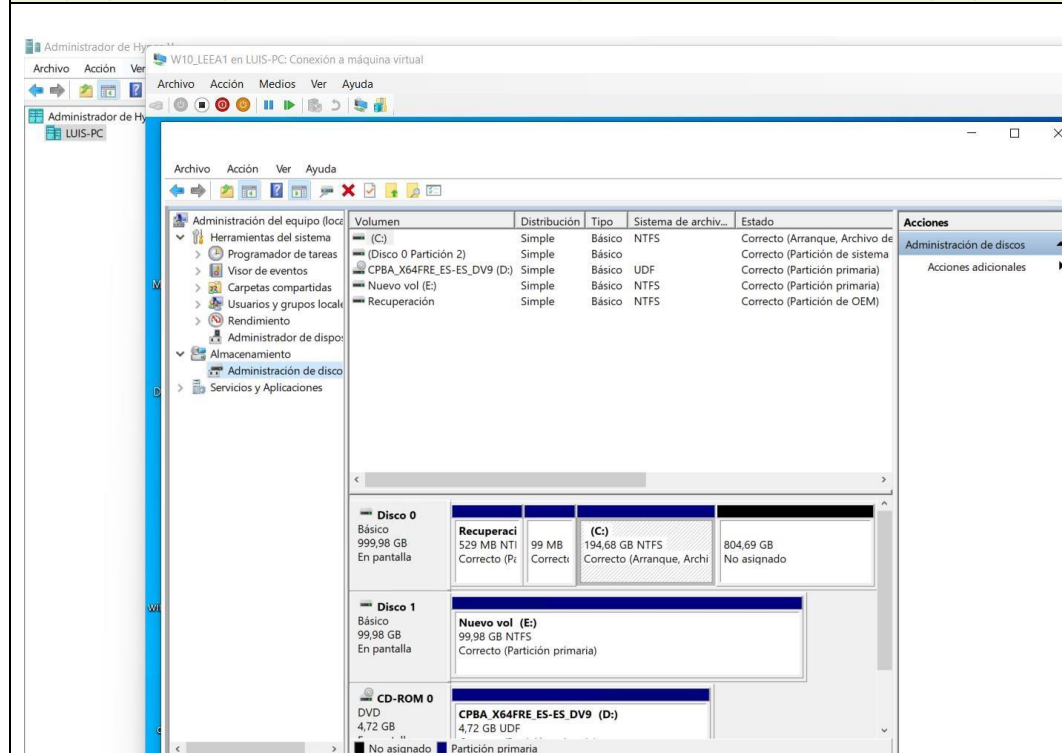 Administrador de Hyper-V
W10_LEEA1 en LUIS-PC: Conexión a máquina virtual
Archivo Acción Ver
Archivo Acción Medios Ver Ayuda
Administrador de Hy
LUIS-PC
Archivo Acción Ver Ayuda
Administración del equipo (loca
Herramientas del sistema
Programador de tareas
Visor de eventos
Carpetas compartidas
Usuarios y grupos locale
Rendimiento
Administrador de dispos
Almacenamiento
Administración de disco
Servicios y Aplicaciones
Volumen Distribución Tipo Sistema de archiv... Estado
(C:) Simple Básico NTFS Correcto (Arranque, Archivo de
(Disco 0 Partición 2) Simple Básico Correcto (Partición de sistema
CPBA_X64FRE_ES-ES_DV9 (D:) Simple Básico UDF Correcto (Partición primaria)
Nuevo vol (E:) Simple Básico NTFS Correcto (Partición primaria)
Recuperación Simple Básico NTFS Correcto (Partición de OEM)
Acciones
Administración de discos
Acciones adicionales
Disco 0
Básico
999,98 GB
En pantalla
Recuperaci
529 MB NTI
Correcto (Pa
99 MB
Correcto
(C:)
194,68 GB NTFS
Correcto (Arranque, Archi
804,69 GB
No asignado
Disco 1
Básico
99,98 GB
En pantalla
Nuevo vol (E:)
99,98 GB NTFS
Correcto (Partición primaria)
CD-ROM 0
DVD
4,72 GB
CPBA_X64FRE_ES-ES_DV9 (D:)
4,72 GB UDF
No asignado Partición primaria